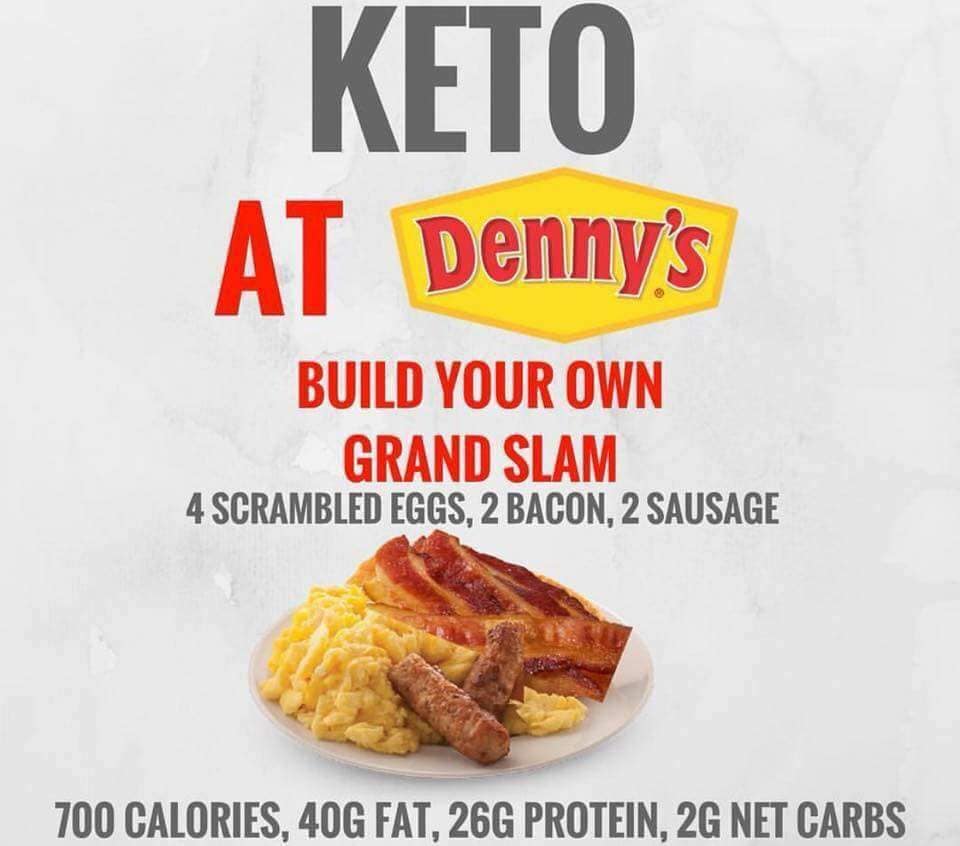 KETO
AT Denny's®
BUILD YOUR OWN
GRAND SLAM
4 SCRAMBLED EGGS, 2 BACON, 2 SAUSAGE
700 CALORIES, 40G FAT, 26G PROTEIN, 2G NET CARBS